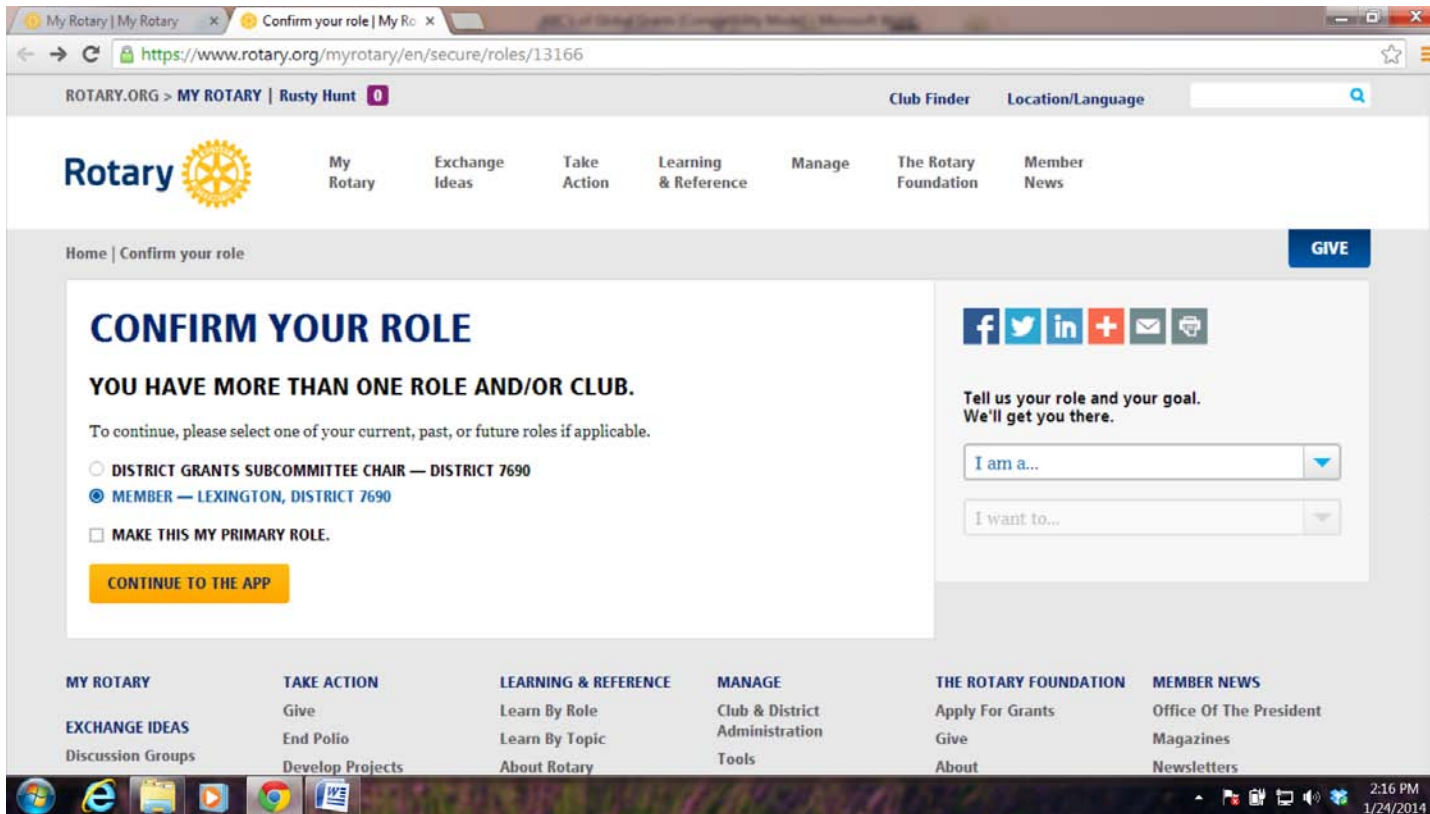 My Rotary | My Rotary
Confirm your role | My Ro
https://www.rotary.org/myrotary/en/secure/roles/13166
ROTARY.ORG > MY ROTARY | Rusty Hunt 0
Club Finder Location/Language
Rotary
My Rotary
Exchange Ideas
Take Action
Learning & Reference
Manage
The Rotary Foundation
Member News
Home | Confirm your role
GIVE
CONFIRM YOUR ROLE
YOU HAVE MORE THAN ONE ROLE AND/OR CLUB.
To continue, please select one of your current, past, or future roles if applicable.
DISTRICT GRANTS SUBCOMMITTEE CHAIR — DISTRICT 7690
MEMBER — LEXINGTON, DISTRICT 7690
MAKE THIS MY PRIMARY ROLE.
CONTINUE TO THE APP
Tell us your role and your goal.
We'll get you there.
I am a...
I want to...
MY ROTARY
EXCHANGE IDEAS
Discussion Groups
TAKE ACTION
Give
End Polio
Develop Projects
LEARNING & REFERENCE
Learn By Role
Learn By Topic
About Rotary
MANAGE
Club & District
Administration
Tools
THE ROTARY FOUNDATION
Apply For Grants
Give
About
MEMBER NEWS
Office Of The President
Magazines
Newsletters
2:16 PM
1/24/2014